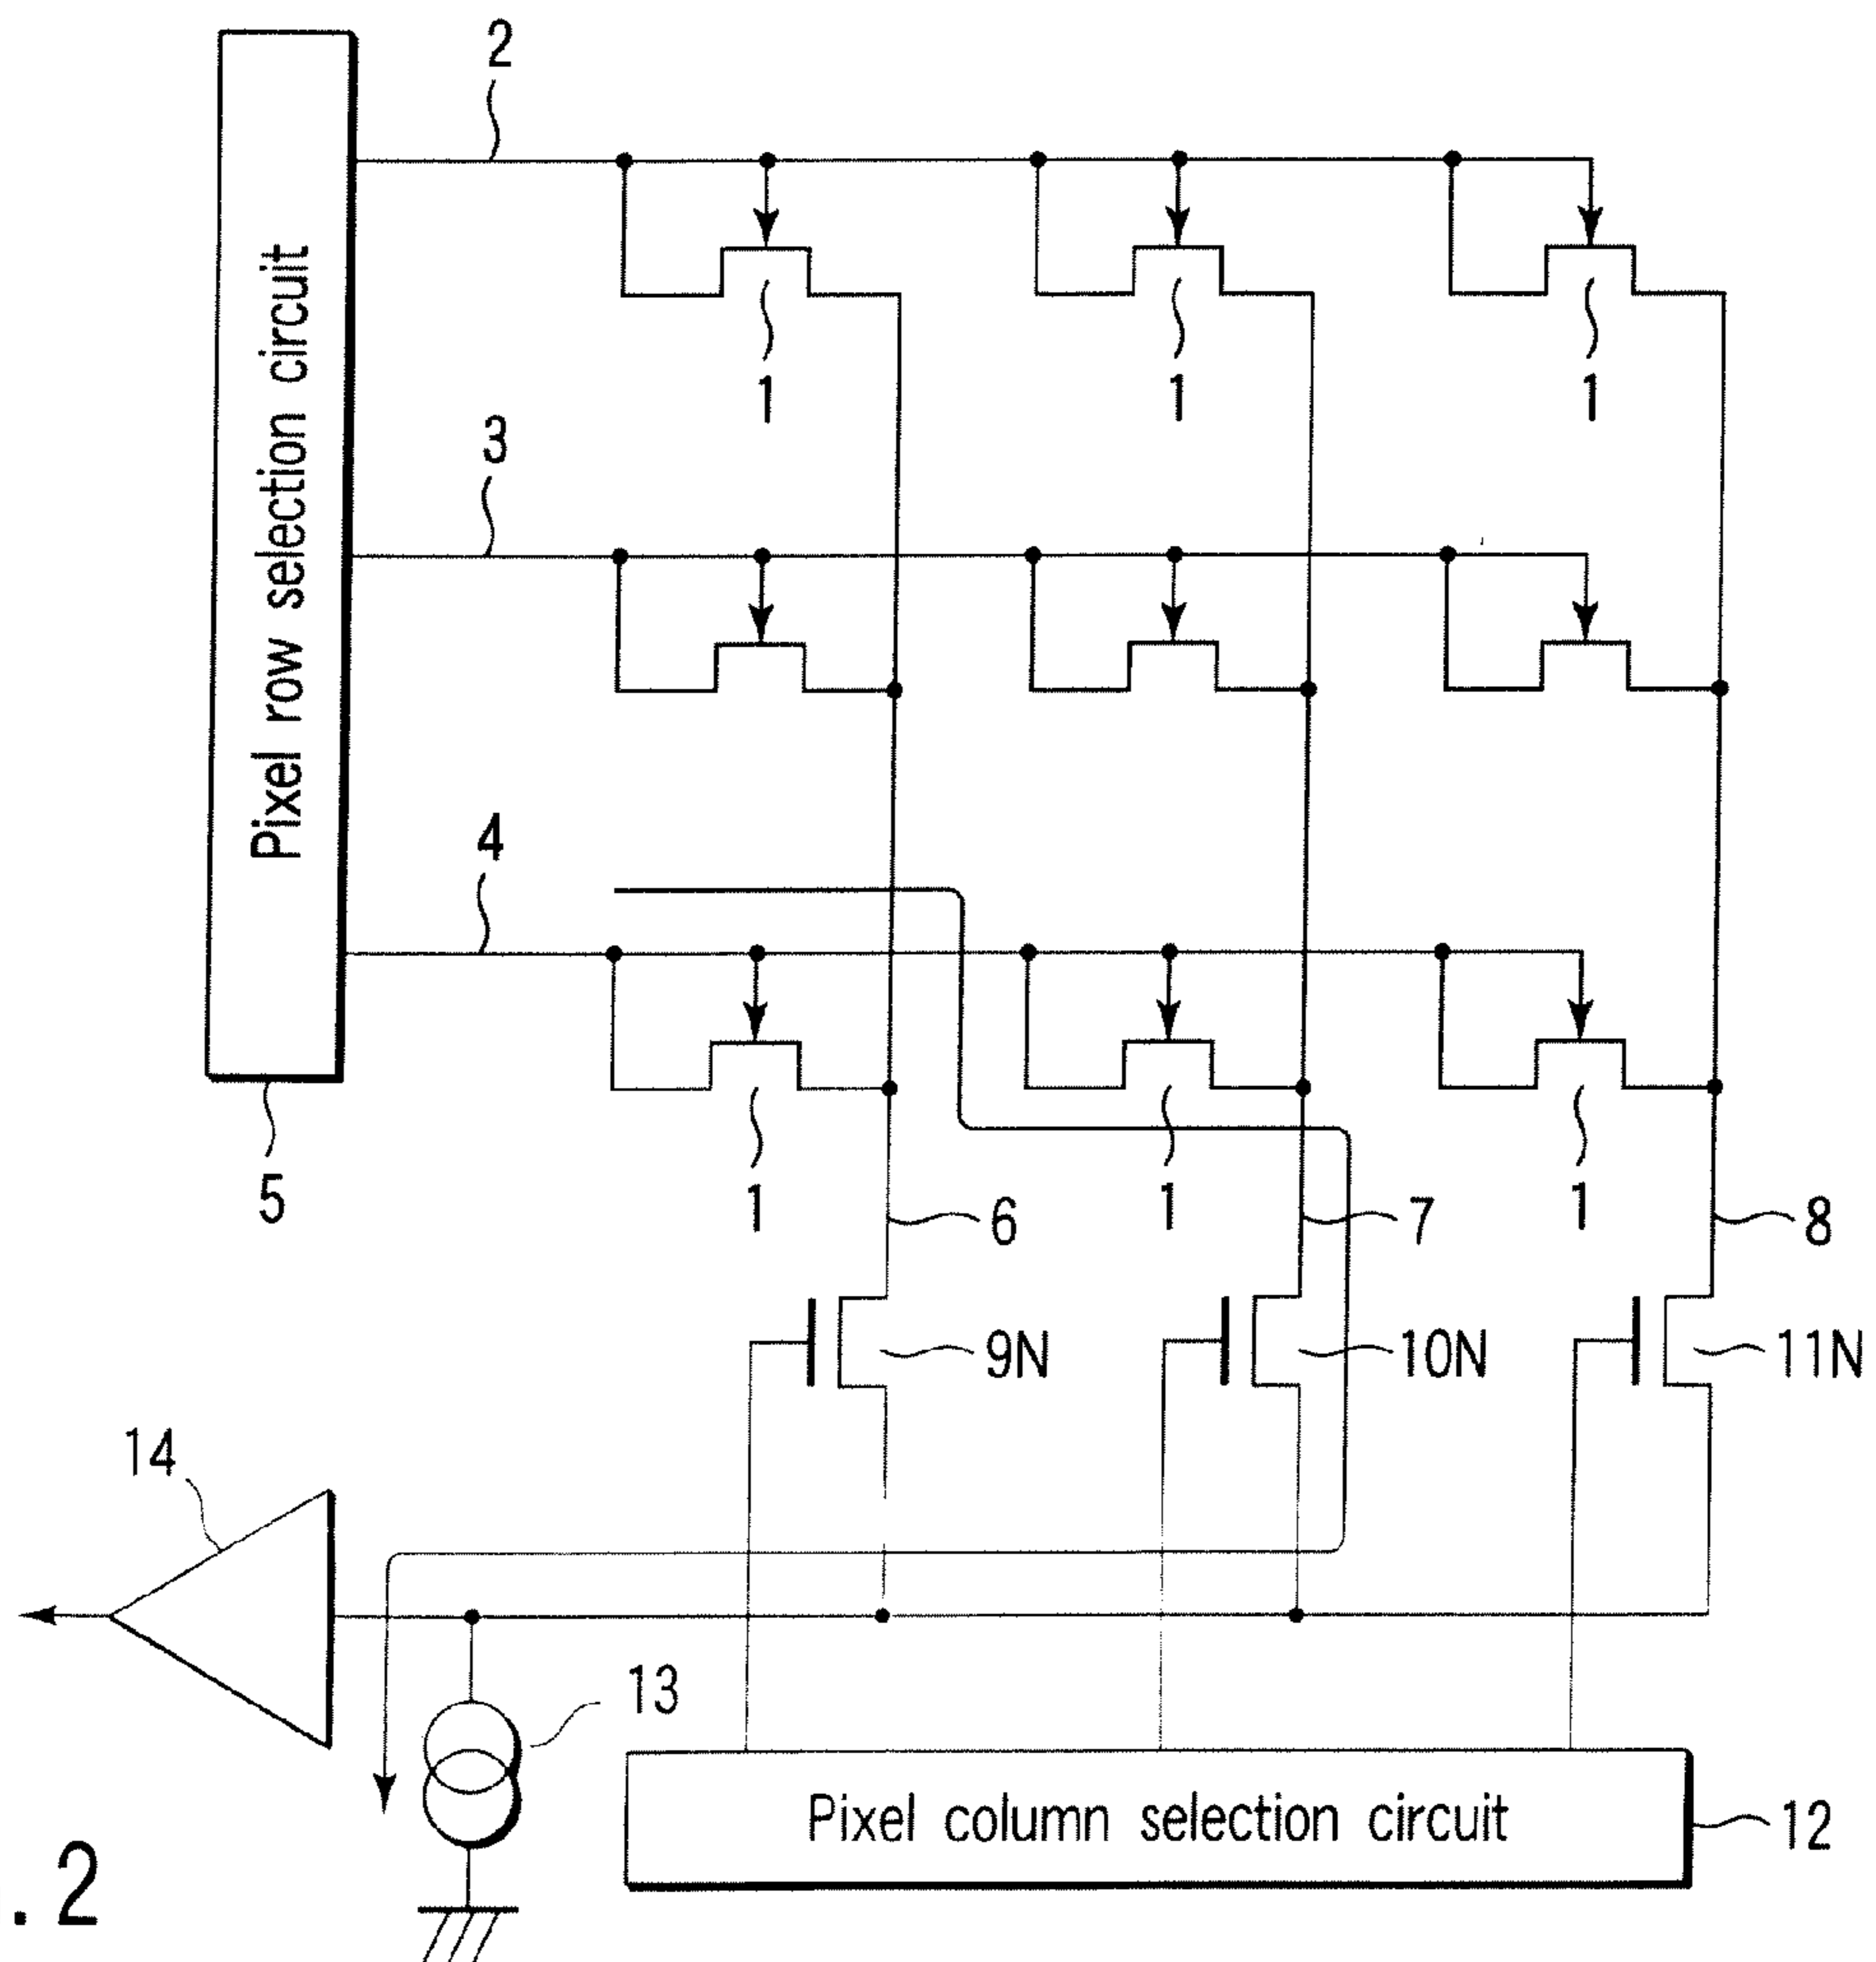 2
Pixel row selection circuit
1 1 1
3
4
5
1 1 1
6 7 8
9N 10N 11N
14
13
Pixel column selection circuit
12
. 2